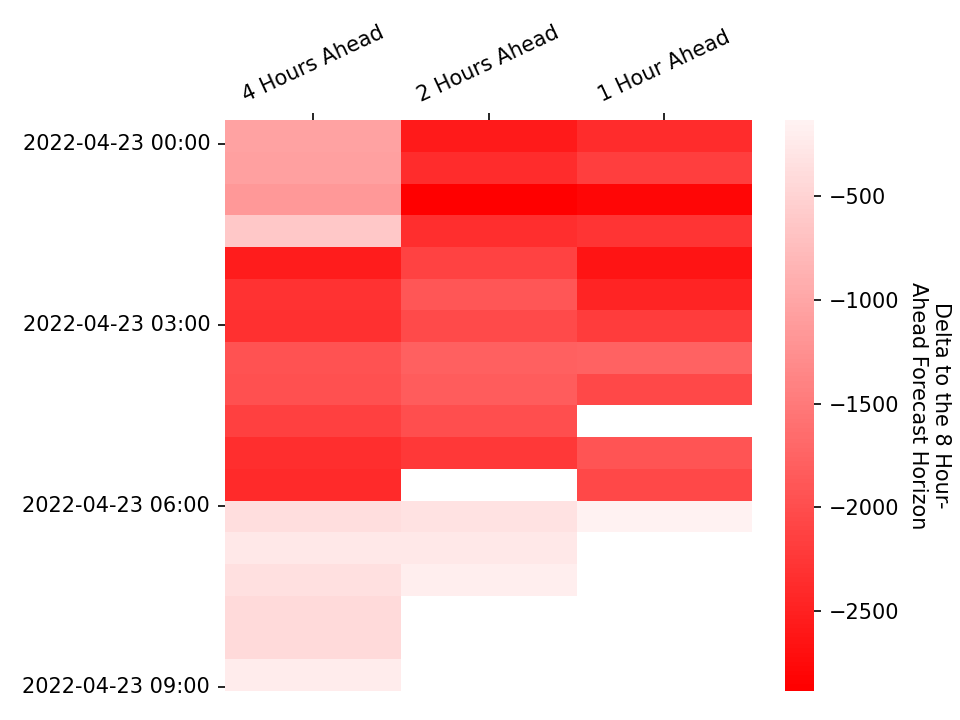 4 Hours Ahead
2 Hours Ahead
1 Hour Ahead
2022-04-23 00:00
2022-04-23 03:00
2022-04-23 06:00
2022-04-23 09:00
−500
−1000
−1500
−2000
−2500
Delta to the 8 Hour-
Ahead Forecast Horizon